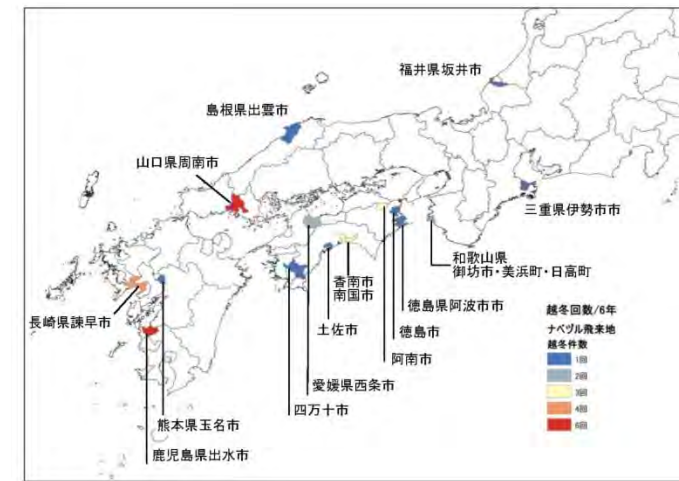 福井県坂井市
島根県出雲市
山口県周南市
三重県伊勢市市
和歌山県
御坊市・美浜町・日高町
香南市
南国市
徳島県阿波市市
長崎県諫早市
土佐市
徳島市
阿南市
愛媛県西条市
熊本県玉名市
四万十市
鹿児島県出水市
越冬回数/6年
ナベヅル飛来地
越冬件数
1回
2回
3回
4回
6回